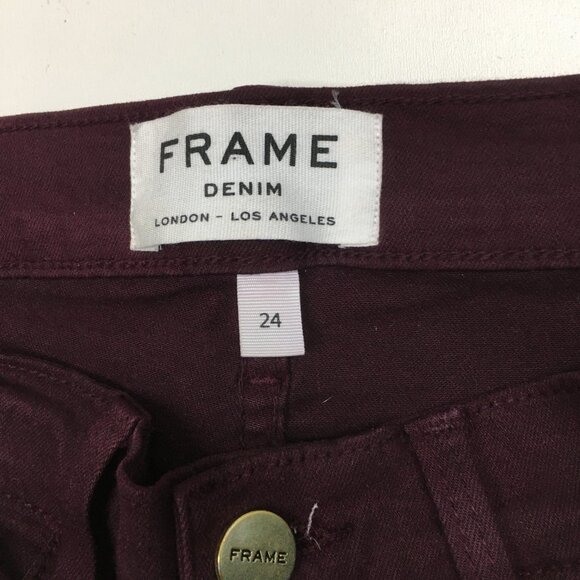 FRAME
DENIM
LONDON - LOS ANGELES
24
FRAME